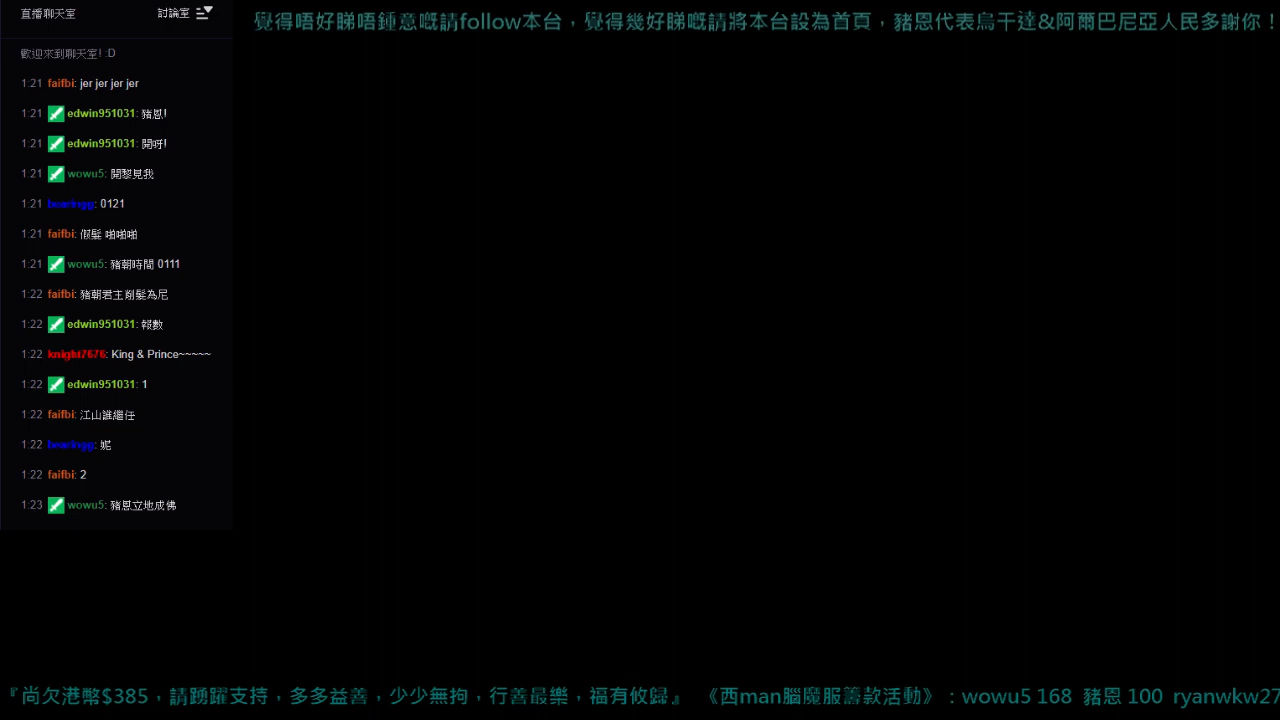 直播聊天室 討論室
覺得唔好睇唔鍾意嘅請follow本台，覺得幾好睇嘅請將本台設為首頁，豬恩代表烏干達&阿爾巴尼亞人民多謝你！
歡迎來到聊天室! :D
1:21 faifbi: jer jer jer jer
1:21 edwin951031: 豬恩!
1:21 edwin951031: 開呀!
1:21 wowu5: 開黎見我
1:21 bearingg: 0121
1:21 faifbi: 假髮 啪啪啪
1:21 wowu5: 豬朝時間 0111
1:22 faifbi: 豬朝君主削髮為尼
1:22 edwin951031: 報數
1:22 knight7676: King & Prince~~~~~
1:22 edwin951031: 1
1:22 faifbi: 江山誰繼任
1:22 bearingg: 妮
1:22 faifbi: 2
1:23 wowu5: 豬恩立地成佛
『尚欠港幣$385，請踴躍支持，多多益善，少少無拘，行善最樂，福有攸歸』 《西man腦魔服籌款活動》：wowu5 168 豬恩 100 ryanwkw27